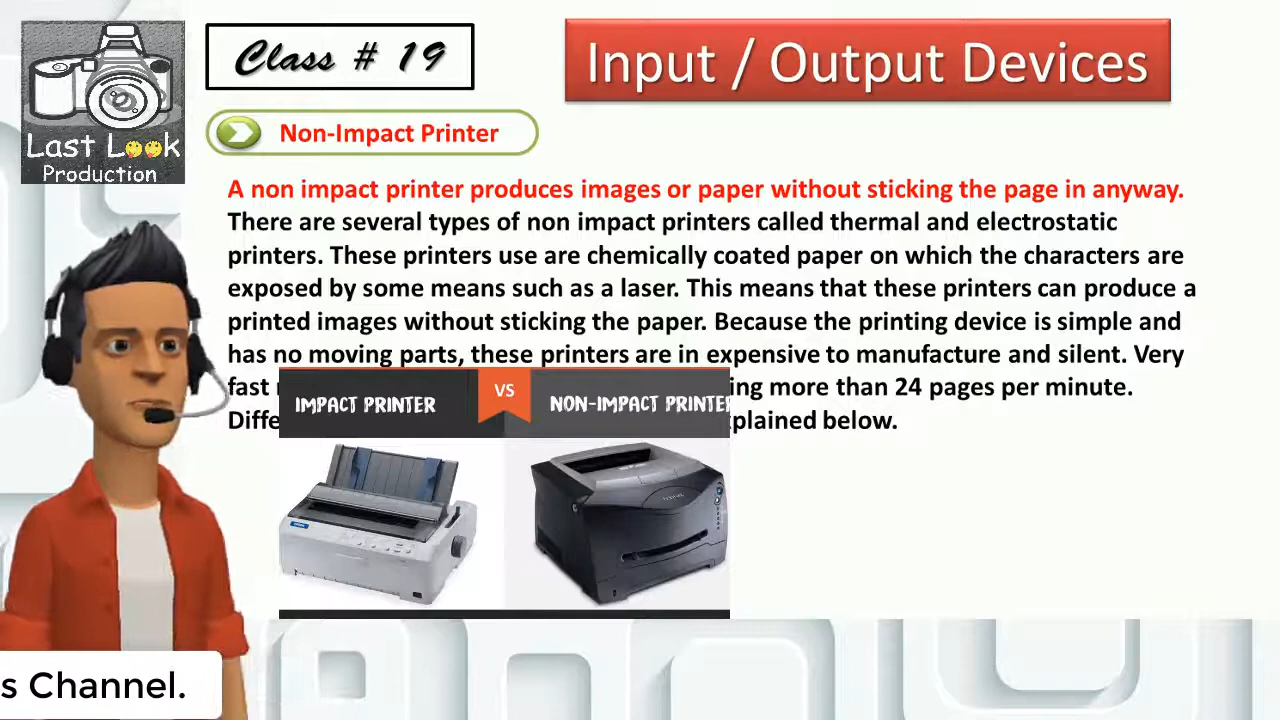 Last Look
Production
Class # 19
Input / Output Devices
Non-Impact Printer
A non impact printer produces images or paper without sticking the page in anyway.
There are several types of non impact printers called thermal and electrostatic
printers. These printers use are chemically coated paper on which the characters are
exposed by some means such as a laser. This means that these printers can produce a
printed images without sticking the paper. Because the printing device is simple and
has no moving parts, these printers are in expensive to manufacture and silent. Very
fast more than 24 pages per minute.
below.
IMPACT PRINTER
VS
NON-IMPACT PRINTER
s Channel.